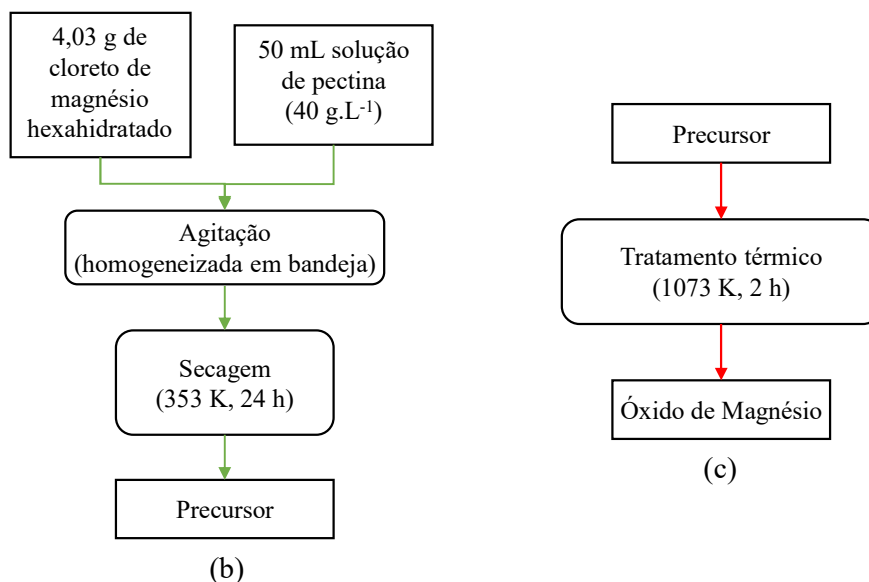 4,03 g de
cloreto de
magnésio
hexahidratado
50 mL solução
de pectina
(40 g.L-1)
Agitação
(homogeneizada em bandeja)
Secagem
(353 K, 24 h)
Precursor
(b)
Precursor
Tratamento térmico
(1073 K, 2 h)
Óxido de Magnésio
(c)